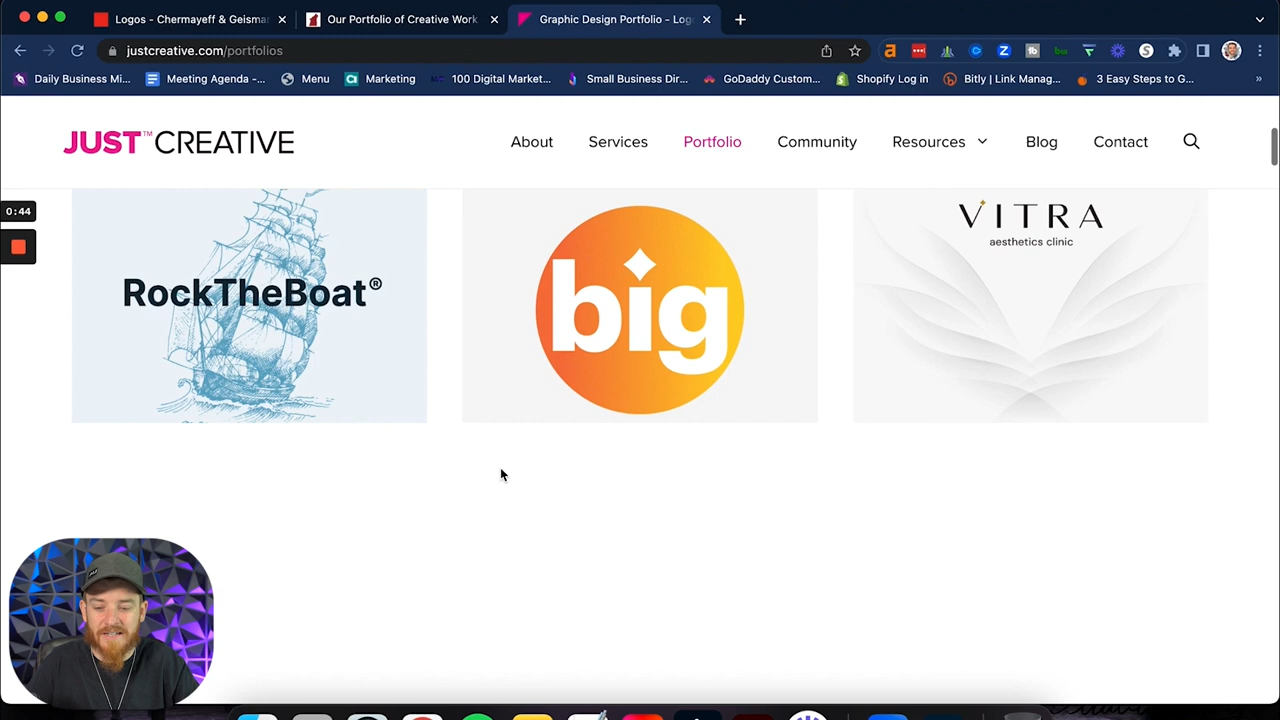 Logos - Chermayeff & Geisma
Our Portfolio of Creative Work
Graphic Design Portfolio - Log
justcreative.com/portfolios
Daily Business Mi...
Meeting Agenda -...
Menu
Marketing
100 Digital Market...
Small Business Dir...
GoDaddy Custom...
Shopify Log in
Bitly | Link Manag...
3 Easy Steps to G...
»
JUST™ CREATIVE
About
Services
Portfolio
Community
Resources
Blog
Contact
0:44
RockTheBoat®
big
VITRA
aesthetics clinic